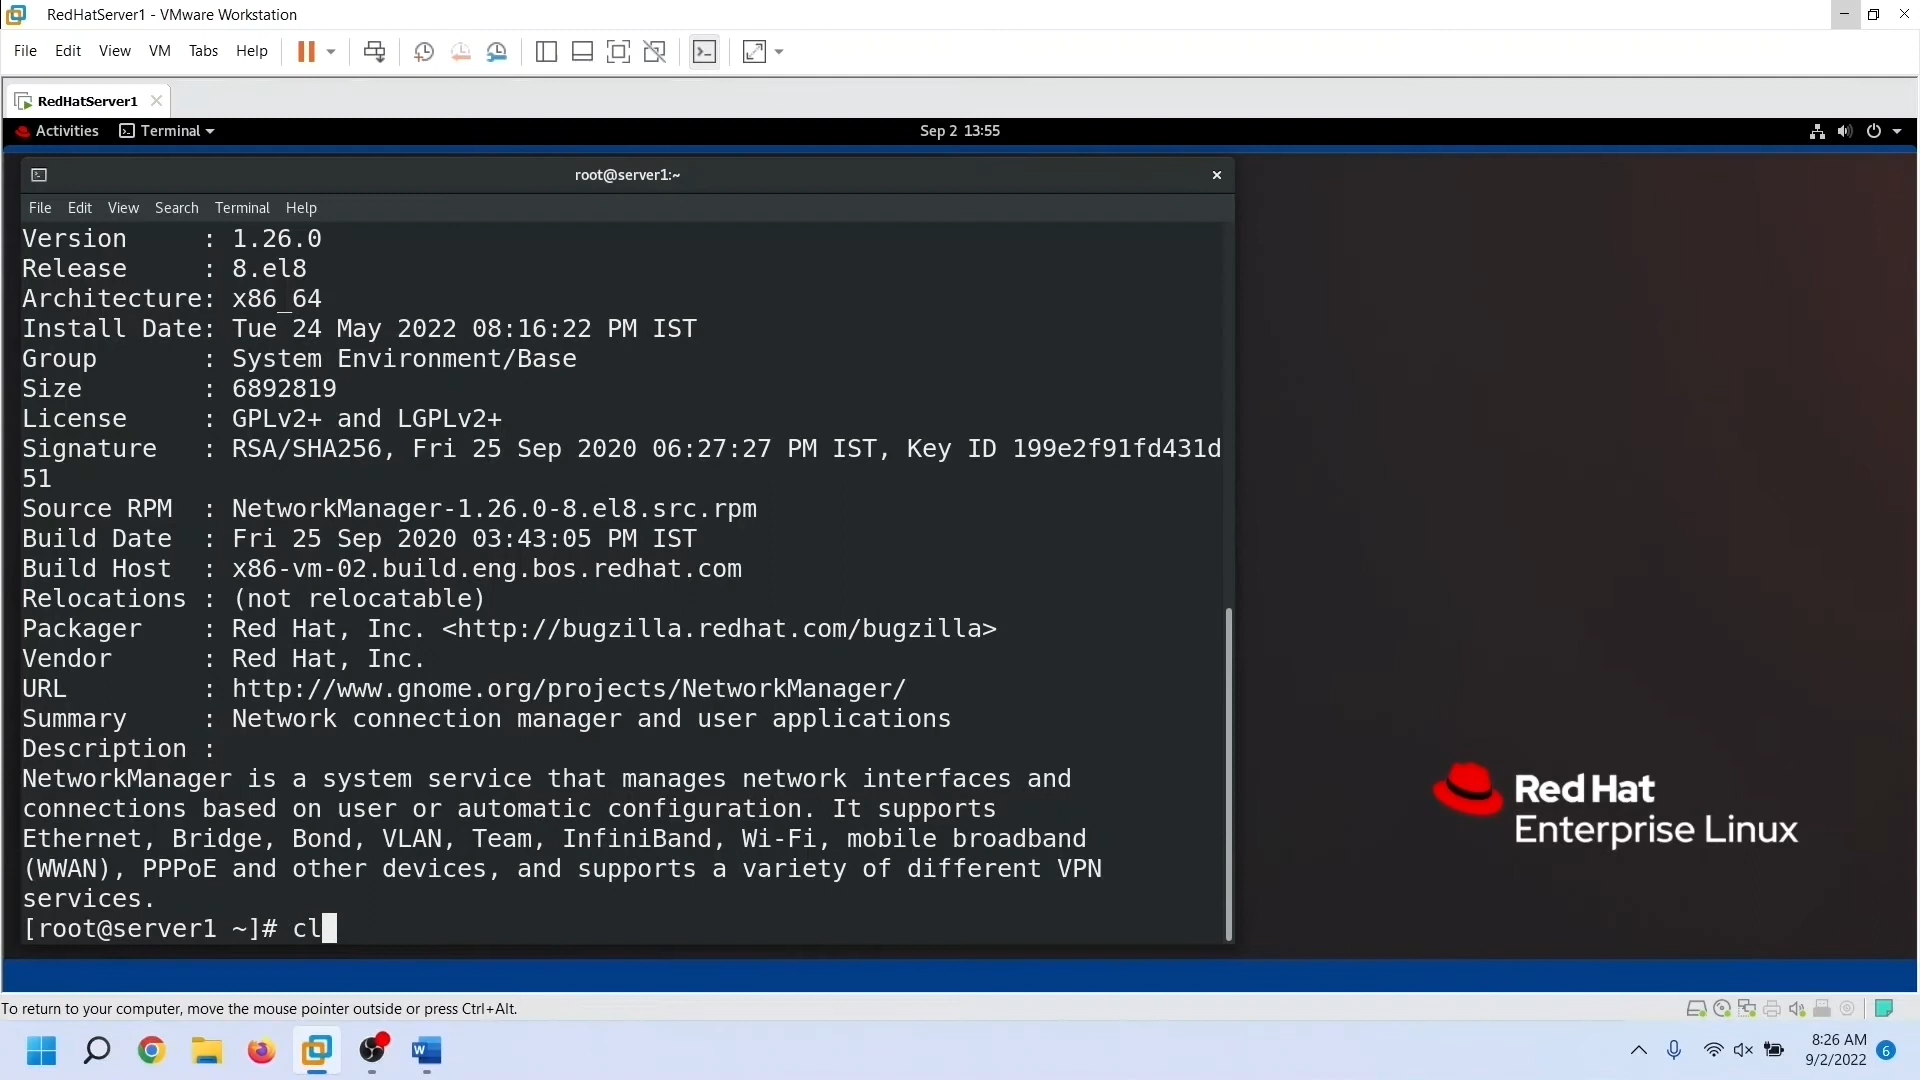 RedHatServer1 - VMware Workstation
File Edit View VM Tabs Help
RedHatServer1
Activities Terminal Sep 2 13:55
root@server1:~
File Edit View Search Terminal Help
Version     : 1.26.0
Release     : 8.el8
Architecture: x86_64
Install Date: Tue 24 May 2022 08:16:22 PM IST
Group       : System Environment/Base
Size        : 6892819
License     : GPLv2+ and LGPLv2+
Signature   : RSA/SHA256, Fri 25 Sep 2020 06:27:27 PM IST, Key ID 199e2f91fd431d
51
Source RPM  : NetworkManager-1.26.0-8.el8.src.rpm
Build Date  : Fri 25 Sep 2020 03:43:05 PM IST
Build Host  : x86-vm-02.build.eng.bos.redhat.com
Relocations : (not relocatable)
Packager    : Red Hat, Inc. <http://bugzilla.redhat.com/bugzilla>
Vendor      : Red Hat, Inc.
URL         : http://www.gnome.org/projects/NetworkManager/
Summary     : Network connection manager and user applications
Description :
NetworkManager is a system service that manages network interfaces and
connections based on user or automatic configuration. It supports
Ethernet, Bridge, Bond, VLAN, Team, InfiniBand, Wi-Fi, mobile broadband
(WWAN), PPPoE and other devices, and supports a variety of different VPN
services.
[root@server1 ~]# cl
Red Hat
Enterprise Linux
To return to your computer, move the mouse pointer outside or press Ctrl+Alt.
W
8:26 AM
9/2/2022
6